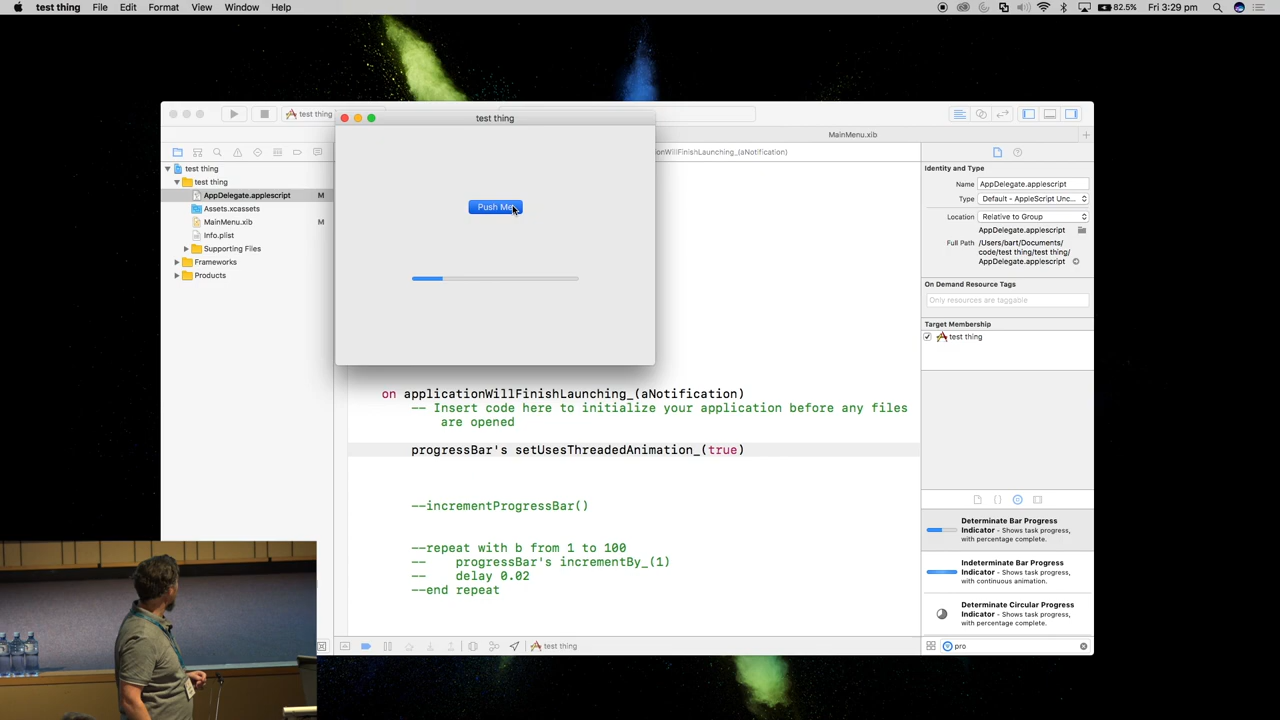 test thing File Edit Format View Window Help 82.5% Fri 3:29 pm
test thing
test thing
MainMenu.xib
onWillFinishLaunching_(aNotification)
test thing
test thing
AppDelegate.applescript M
Assets.xcassets
MainMenu.xib M
Info.plist
Supporting Files
Frameworks
Products
Push Me
on applicationWillFinishLaunching_(aNotification)
-- Insert code here to initialize your application before any files
are opened
progressBar's setUsesThreadedAnimation_(true)
--incrementProgressBar()
--repeat with b from 1 to 100
-- progressBar's incrementBy_(1)
-- delay 0.02
--end repeat
test thing
Identity and Type
Name AppDelegate.applescript
Type Default - AppleScript Unc...
Location Relative to Group
AppDelegate.applescript
Full Path /Users/bart/Documents/
code/test thing/test thing/
AppDelegate.applescript
On Demand Resource Tags
Only resources are taggable
Target Membership
test thing
Determinate Bar Progress
Indicator - Shows task progress,
with percentage complete.
Indeterminate Bar Progress
Indicator - Shows task progress,
with continuous animation.
Determinate Circular Progress
Indicator - Shows task progress,
with percentage complete.
pro